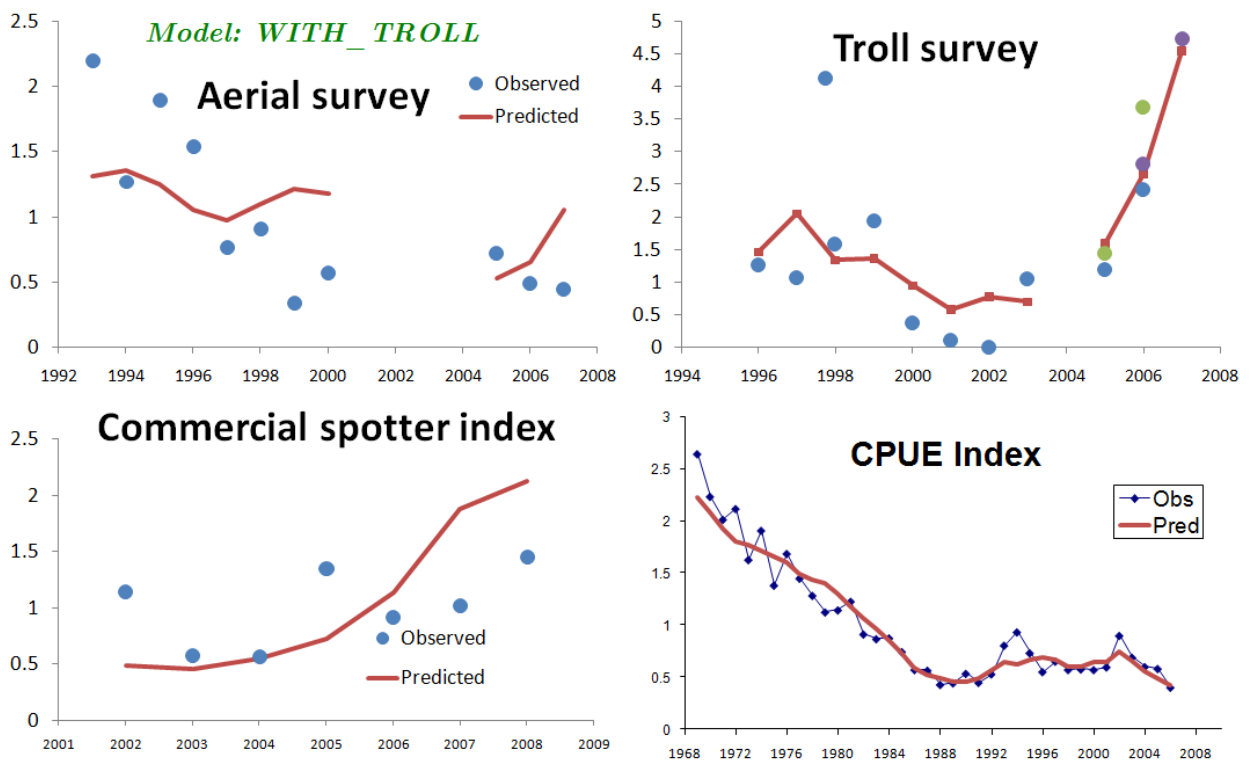 Model: WITH_TROLL
Aerial survey
Observed
Predicted
2.5
2
1.5
1
0.5
0
1992 1994 1996 1998 2000 2002 2004 2006 2008
Troll survey
5
4.5
4
3.5
3
2.5
2
1.5
1
0.5
0
1994 1996 1998 2000 2002 2004 2006 2008
Commercial spotter index
2.5
2
1.5
1
0.5
0
Observed
Predicted
2001 2002 2003 2004 2005 2006 2007 2008 2009
CPUE Index
3
2.5
2
1.5
1
0.5
0
Obs
Pred
1968 1972 1976 1980 1984 1988 1992 1996 2000 2004 2008